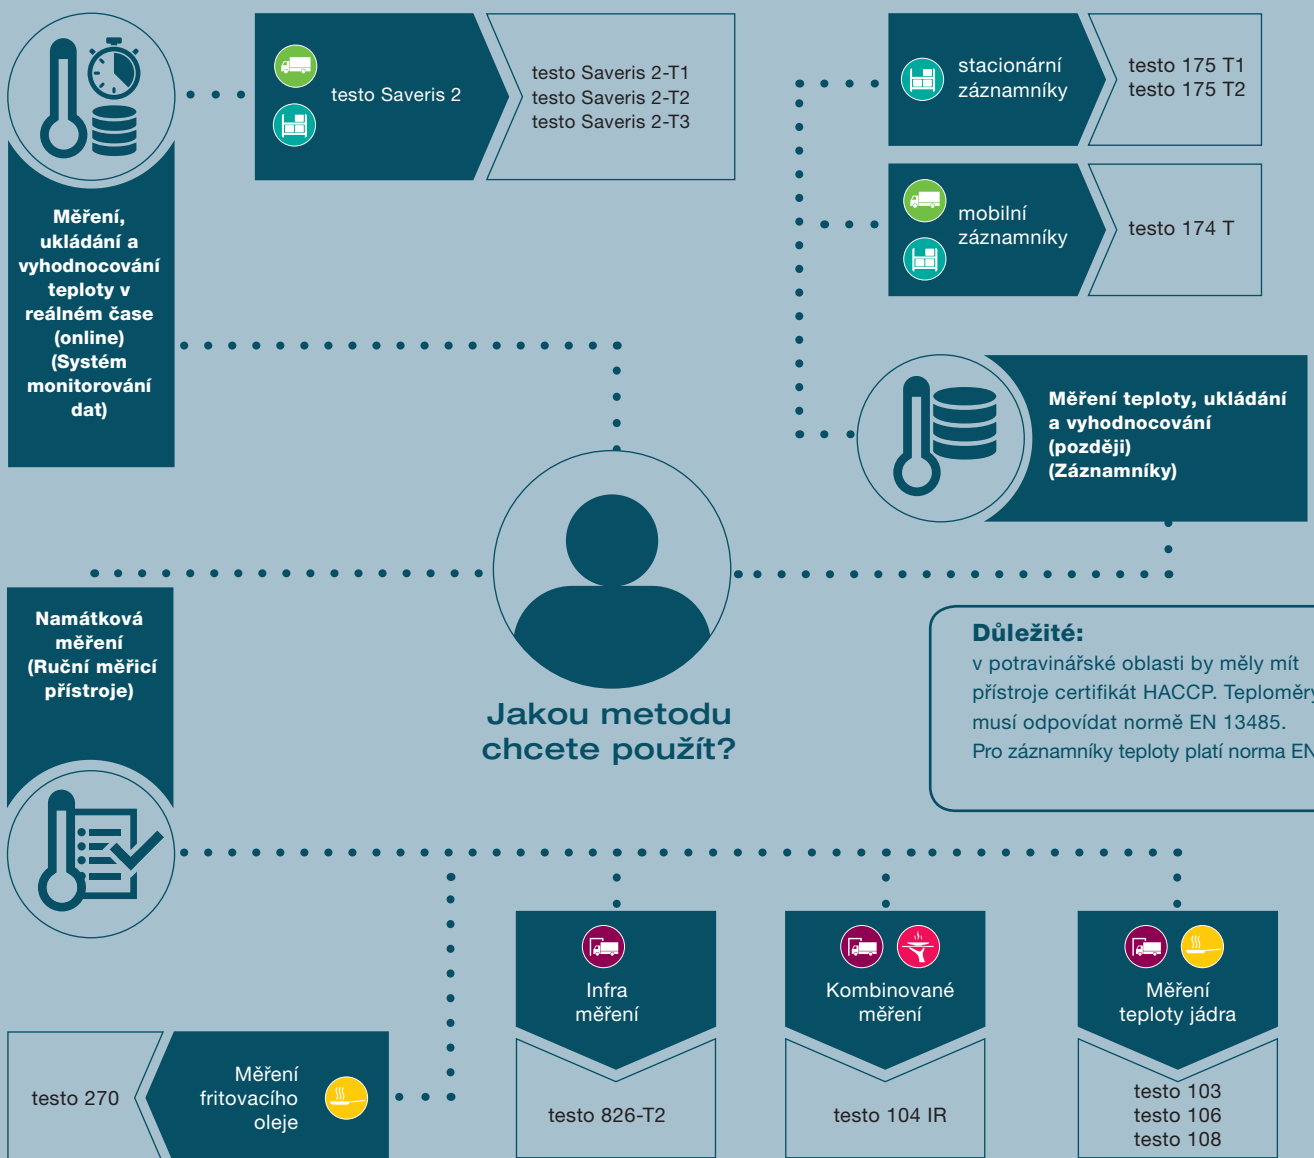 testo Saveris 2
testo Saveris 2-T1
testo Saveris 2-T2
testo Saveris 2-T3
stacionární
záznamníky
testo 175 T1
testo 175 T2
mobilní
záznamníky
testo 174 T
Měření,
ukládání a
vyhodnocování
teploty v
reálném čase
(online)
(Systém
monitorování
dat)
Měření teploty, ukládání
a vyhodnocování
(později)
(Záznamníky)
Namátková
měření
(Ruční měřicí
přístroje)
Jakou metodu
chcete použít?
Důležité:
v potravinářské oblasti by měly mít
přístroje certifikát HACCP. Teploměry
musí odpovídat normě EN 13485.
Pro záznamníky teploty platí norma EN
Infra
měření
Kombinované
měření
Měření
teploty jádra
testo 270
Měření
fritovacího
oleje
testo 826-T2
testo 104 IR
testo 103
testo 106
testo 108